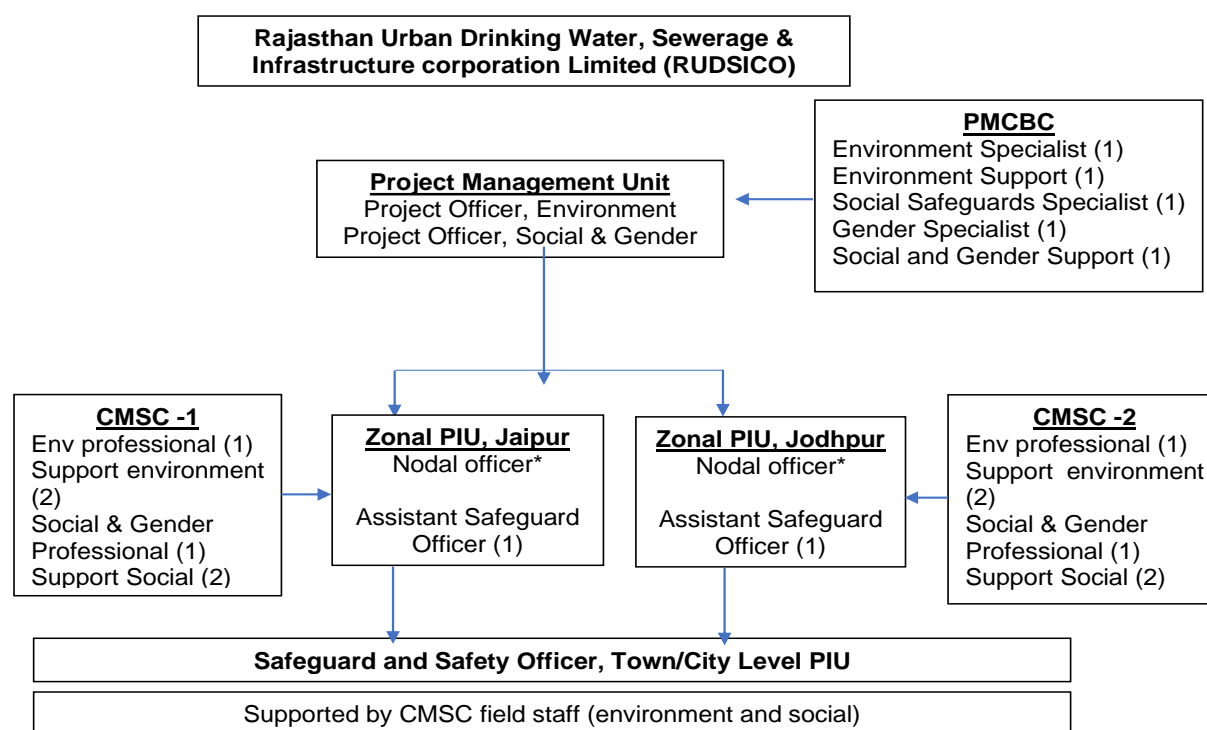 Rajasthan Urban Drinking Water, Sewerage &
Infrastructure corporation Limited (RUDSICO)
PMCBC
Environment Specialist (1)
Environment Support (1)
Social Safeguards Specialist (1)
Gender Specialist (1)
Social and Gender Support (1)
Project Management Unit
Project Officer, Environment
Project Officer, Social & Gender
CMSC -1
Env professional (1)
Support environment
(2)
Social & Gender
Professional (1)
Support Social (2)
Zonal PIU, Jaipur
Nodal officer*
Assistant Safeguard
Officer (1)
Zonal PIU, Jodhpur
Nodal officer*
Assistant Safeguard
Officer (1)
CMSC -2
Env professional (1)
Support environment
(2)
Social & Gender
Professional (1)
Support Social (2)
Safeguard and Safety Officer, Town/City Level PIU
Supported by CMSC field staff (environment and social)